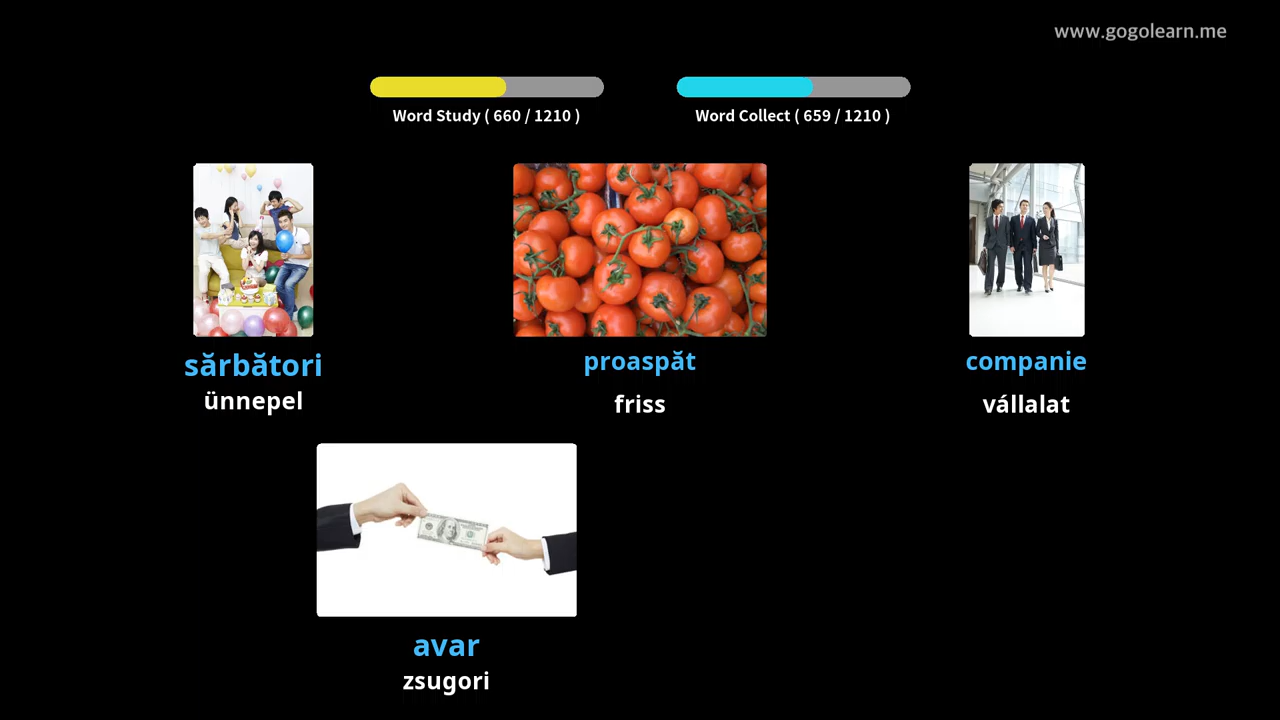 www.gogolearn.me
Word Study ( 660 / 1210 )
Word Collect ( 659 / 1210 )
sărbători
ünnepel
proaspăt
friss
companie
vállalat
avar
zsugori